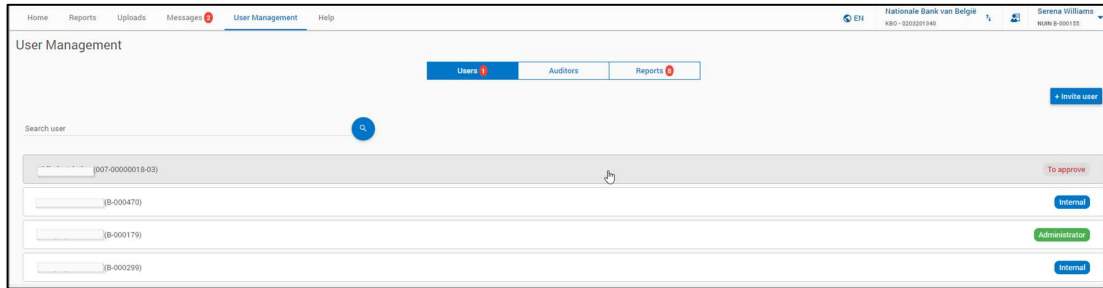 Home Reports Uploads Messages 2 User Management Help EN Nationale Bank van België KBO - 0203201340 Serena Williams NUIN B-000155
User Management
Users 1 Auditors Reports 8
+ Invite user
Search user
(007-00000018-03) To approve
(B-000470) Internal
(B-000179) Administrator
(B-000299) Internal